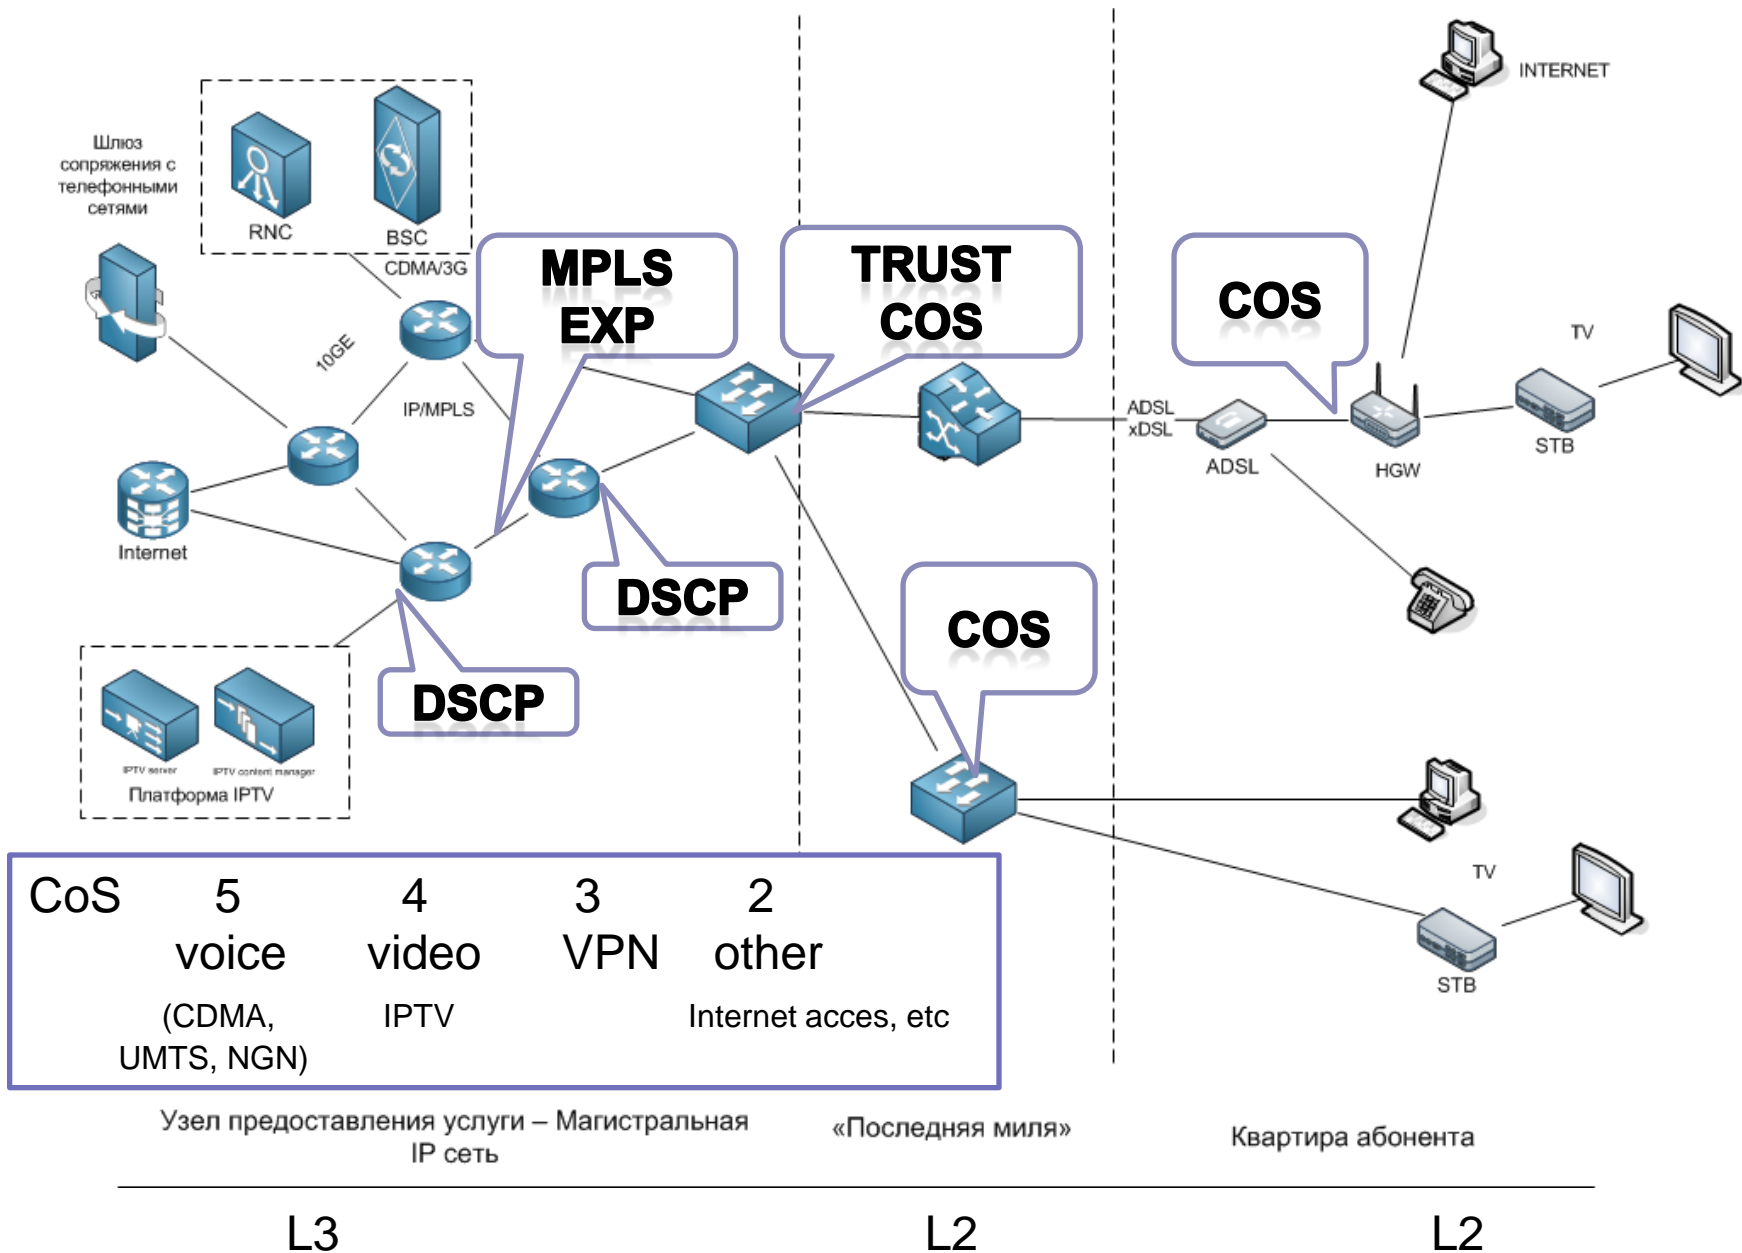 INTERNET
Шлюз
сопряжения с
телефонными
сетями
RNC
BSC
CDMA/3G
MPLS
EXP
TRUST
COS
COS
TV
10GE
IP/MPLS
ADSL
xDSL
ADSL
HGW
STB
Internet
DSCP
COS
DSCP
IPTV server
IPTV content manager
Платформа IPTV
TV
STB
CoS 5 4 3 2
voice video VPN other
(CDMA, IPTV Internet acces, etc
UMTS, NGN)
Узел предоставления услуги – Магистральная
IP сеть
«Последняя миля»
Квартира абонента
L3 L2 L2